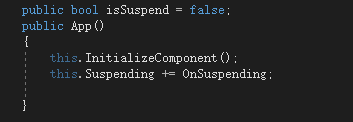 public bool isSuspend = false;
public App()
{
this.InitializeComponent();
this.Suspending += OnSuspending;
}